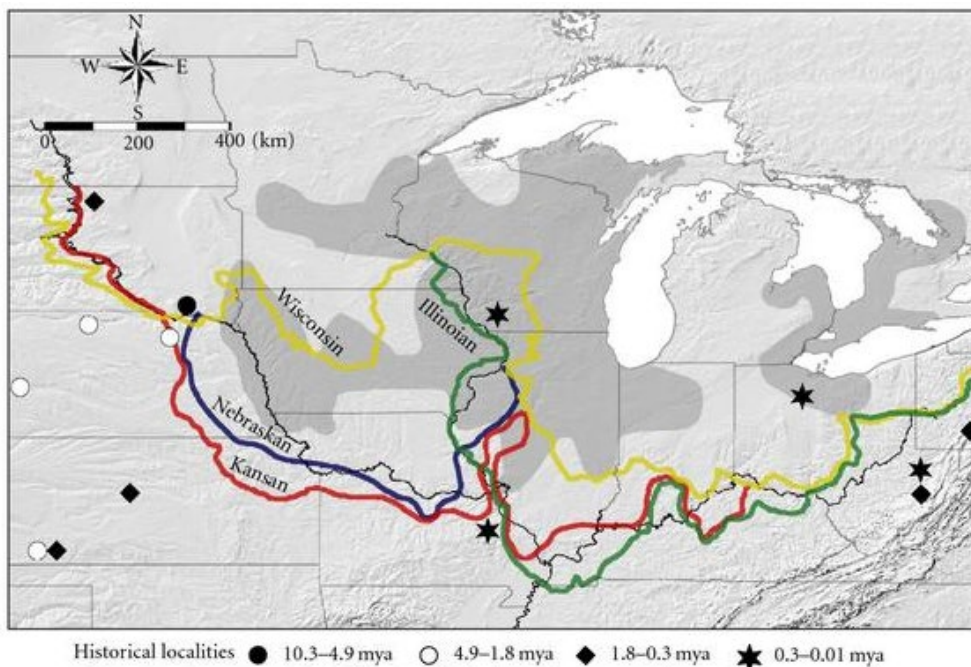 N
W E
S
0 200 400 (km)
Wisconsin
Illinoian
Nebraskan
Kansan
Historical localities 10.3–4.9 mya 4.9–1.8 mya 1.8–0.3 mya 0.3–0.01 mya